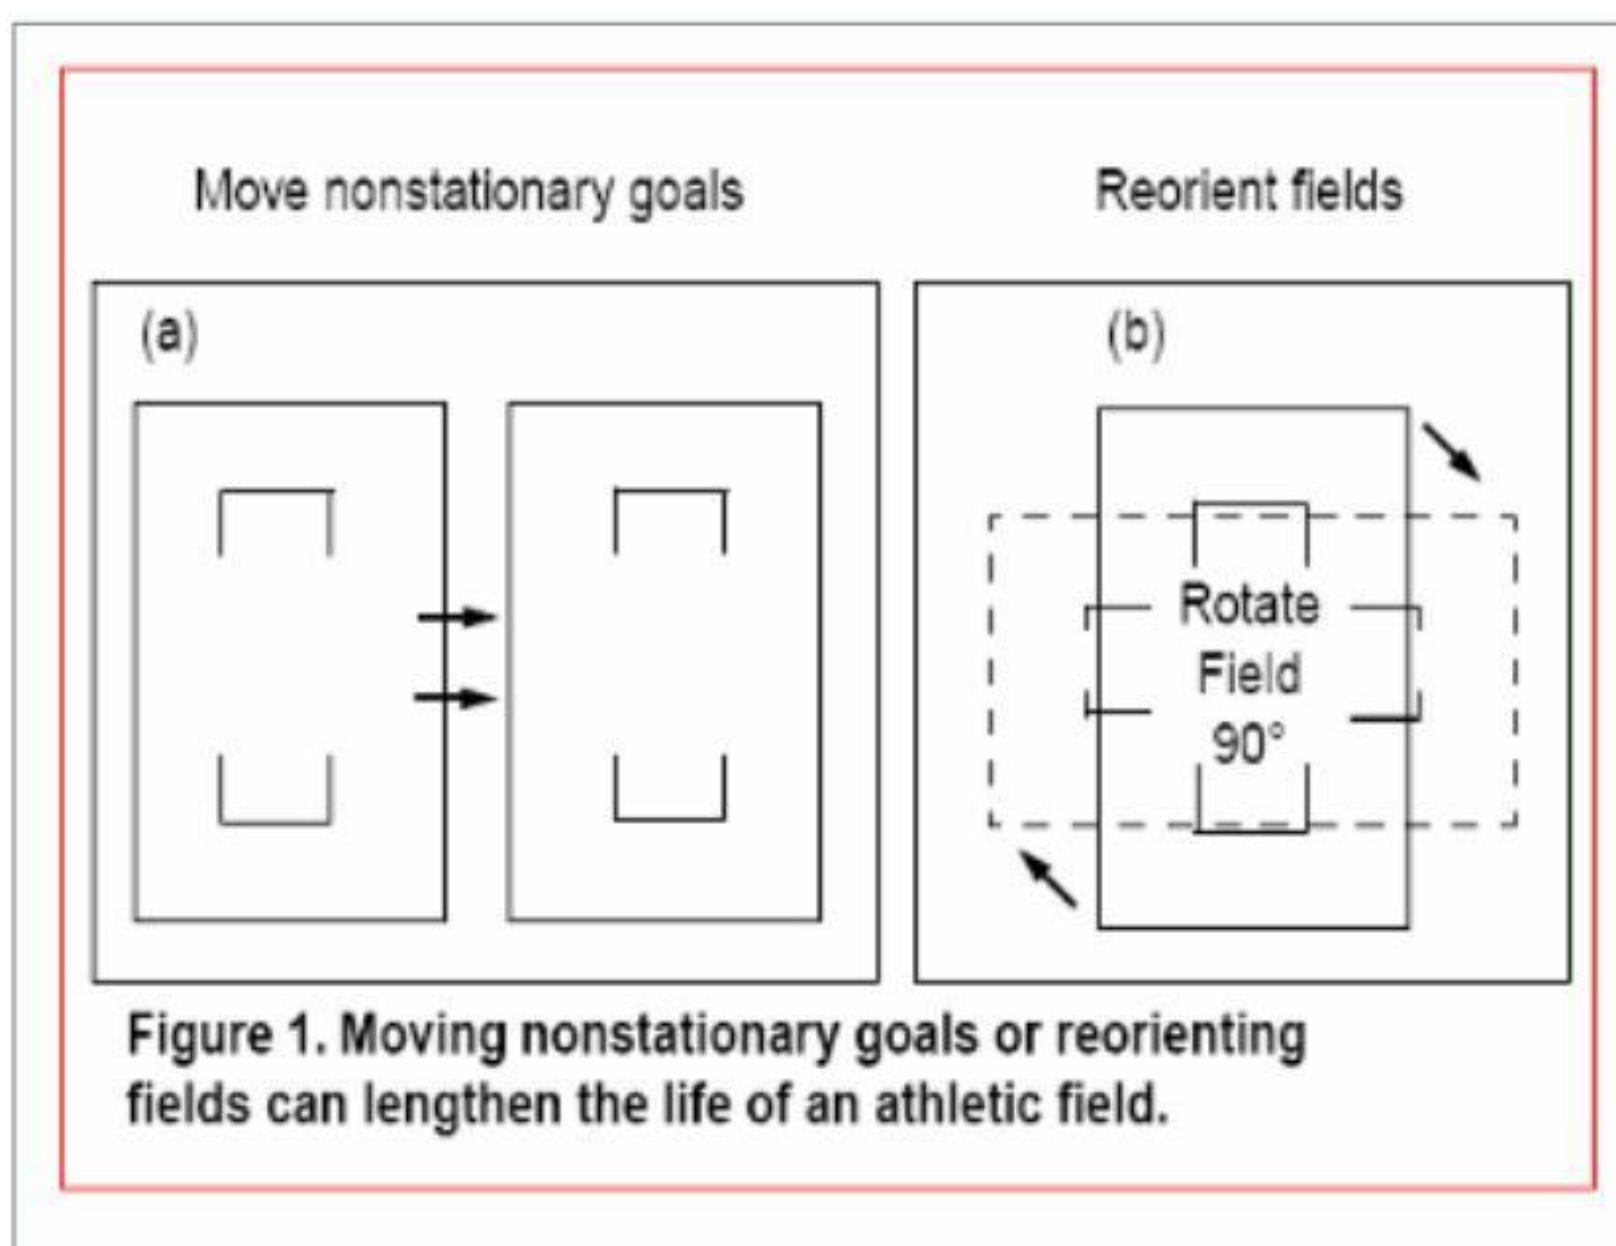 Move nonstationary goals
Reorient fields
(a)
(b)
Rotate
Field
90°
Figure 1. Moving nonstationary goals or reorienting
fields can lengthen the life of an athletic field.